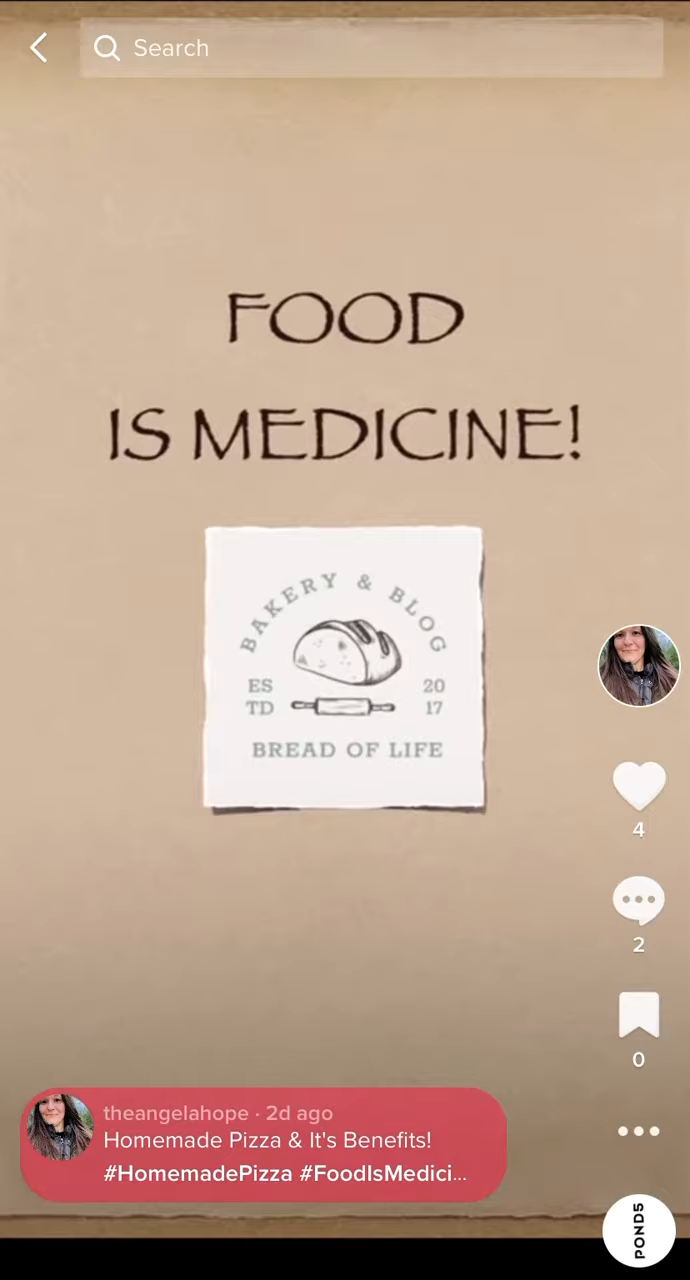 Search
FOOD
IS MEDICINE!
BAKERY & BLOG
ES 20
TD 17
BREAD OF LIFE
4
2
0
theangelahope · 2d ago
Homemade Pizza & It's Benefits!
#HomemadePizza #FoodIsMedici...
POND5